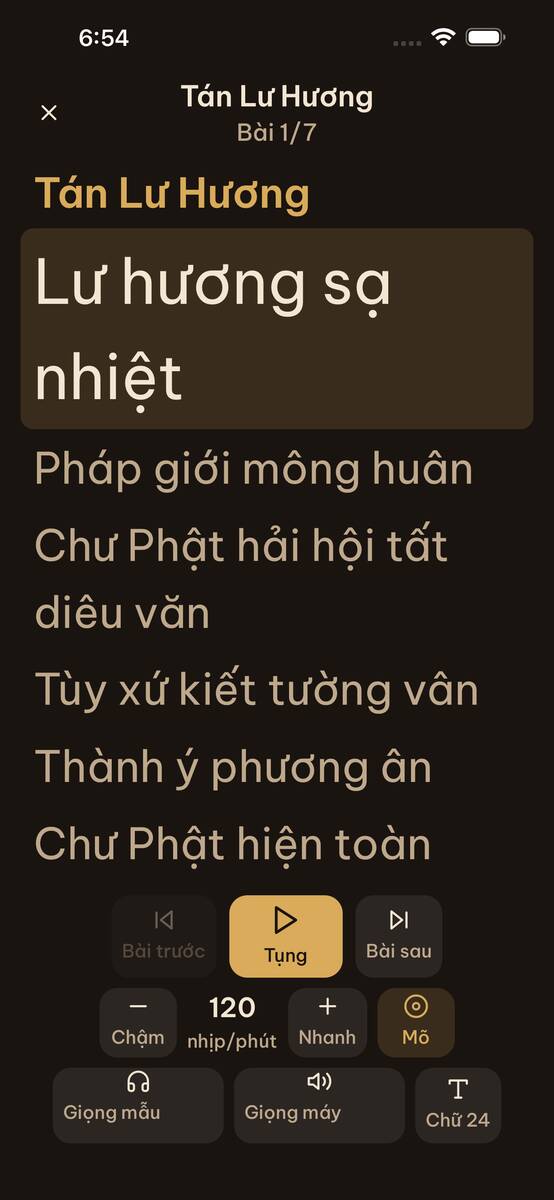 6:54
Tán Lư Hương
Bài 1/7
Tán Lư Hương
Lư hương sạ
nhiệt
Pháp giới mông huân
Chư Phật hải hội tất
diêu văn
Tùy xứ kiết tường vân
Thành ý phương ân
Chư Phật hiện toàn
Bài trước
Tụng
Bài sau
Chậm
120
nhịp/phút
Nhanh
Mõ
Giọng mẫu
Giọng máy
Chữ 24